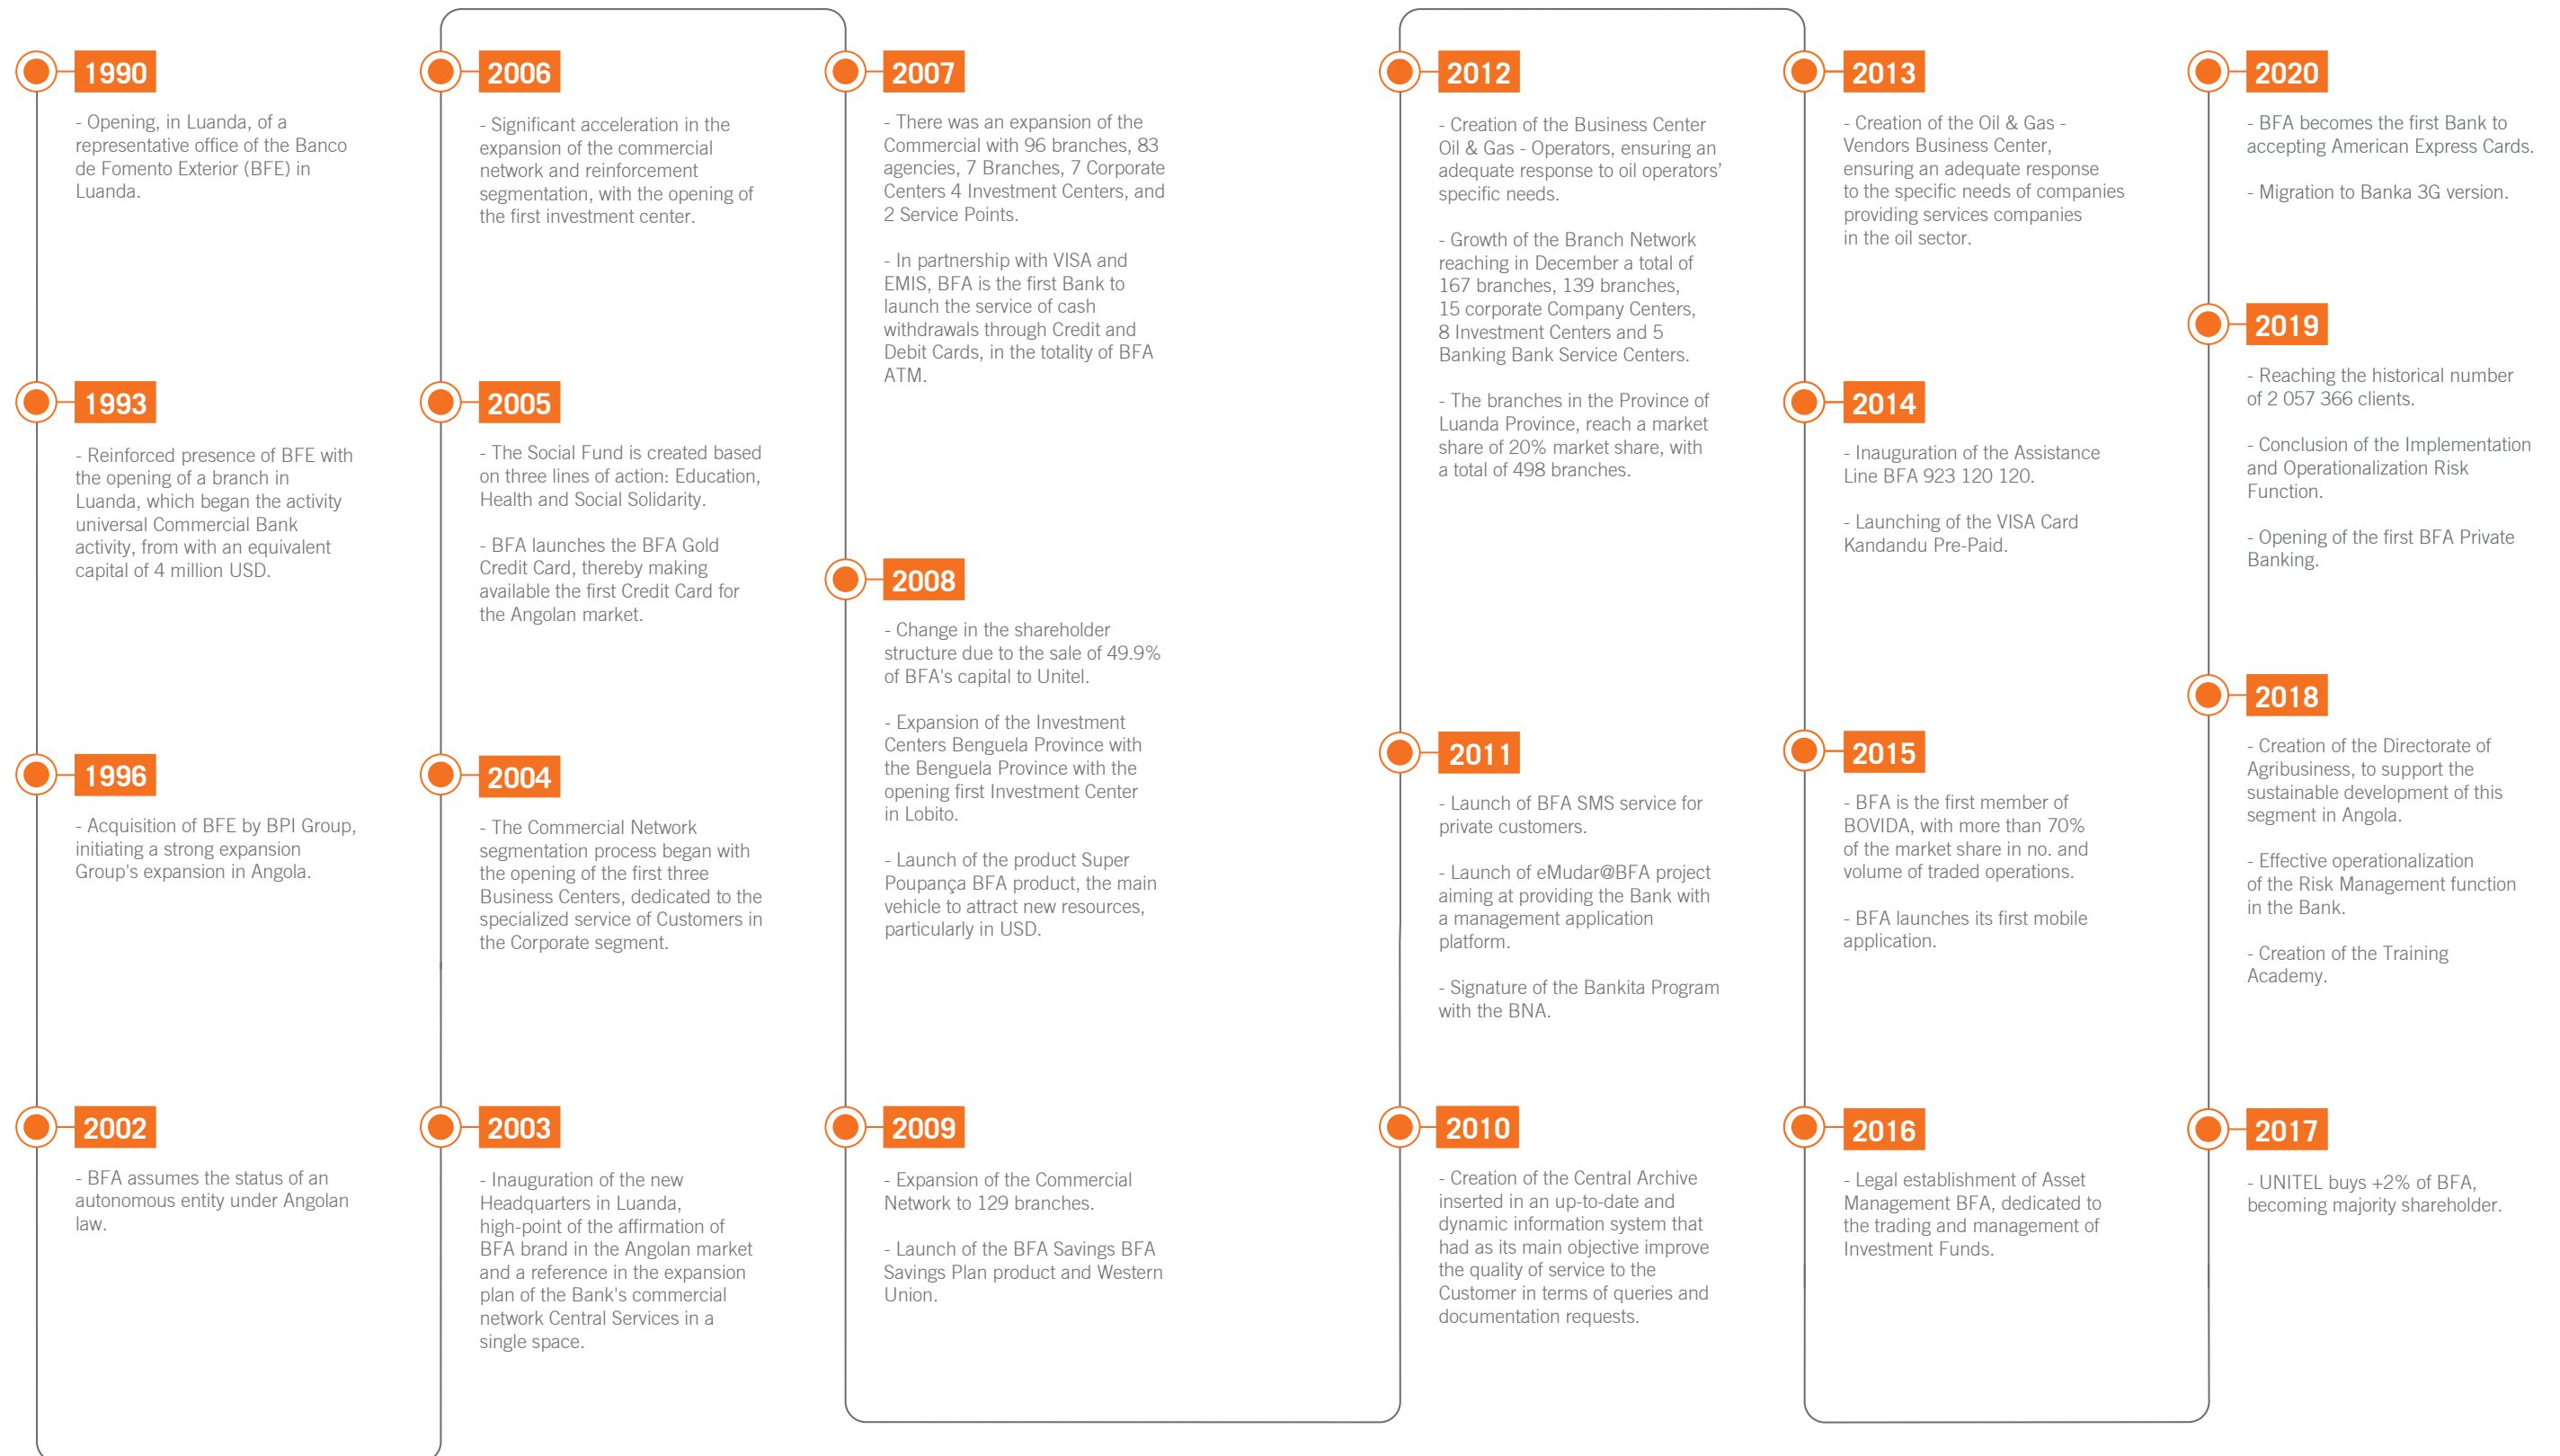 1990
- Opening, in Luanda, of a
representative office of the Banco
de Fomento Exterior (BFE) in
Luanda.
1993
- Reinforced presence of BFE with
the opening of a branch in
Luanda, which began the activity
universal Commercial Bank
activity, from with an equivalent
capital of 4 million USD.
1996
- Acquisition of BFE by BPI Group,
initiating a strong expansion
Group's expansion in Angola.
2002
- BFA assumes the status of an
autonomous entity under Angolan
law.
2003
- Inauguration of the new
Headquarters in Luanda,
high-point of the affirmation of
BFA brand in the Angolan market
and a reference in the expansion
plan of the Bank's commercial
network Central Services in a
single space.
2004
- The Commercial Network
segmentation process began with
the opening of the first three
Business Centers, dedicated to the
specialized service of Customers in
the Corporate segment.
2005
- The Social Fund is created based
on three lines of action: Education,
Health and Social Solidarity.
- BFA launches the BFA Gold
Credit Card, thereby making
available the first Credit Card for
the Angolan market.
2006
- Significant acceleration in the
expansion of the commercial
network and reinforcement
segmentation, with the opening of
the first investment center.
2007
- There was an expansion of the
Commercial with 96 branches, 83
agencies, 7 Branches, 7 Corporate
Centers 4 Investment Centers, and
2 Service Points.
- In partnership with VISA and
EMIS, BFA is the first Bank to
launch the service of cash
withdrawals through Credit and
Debit Cards, in the totality of BFA
ATM.
2008
- Change in the shareholder
structure due to the sale of 49.9%
of BFA's capital to Unitel.
- Expansion of the Investment
Centers Benguela Province with
the Benguela Province with the
opening first Investment Center
in Lobito.
- Launch of the product Super
Poupança BFA product, the main
vehicle to attract new resources,
particularly in USD.
2009
- Expansion of the Commercial
Network to 129 branches.
- Launch of the BFA Savings BFA
Savings Plan product and Western
Union.
2010
- Creation of the Central Archive
inserted in an up-to-date and
dynamic information system that
had as its main objective improve
the quality of service to the
Customer in terms of queries and
documentation requests.
2011
- Launch of BFA SMS service for
private customers.
- Launch of eMudar@BFA project
aiming at providing the Bank with
a management application
platform.
- Signature of the Bankita Program
with the BNA.
2012
- Creation of the Business Center
Oil & Gas - Operators, ensuring an
adequate response to oil operators'
specific needs.
- Growth of the Branch Network
reaching in December a total of
167 branches, 139 branches,
15 corporate Company Centers,
8 Investment Centers and 5
Banking Bank Service Centers.
- The branches in the Province of
Luanda Province, reach a market
share of 20% market share, with
a total of 498 branches.
2013
- Creation of the Oil & Gas -
Vendors Business Center,
ensuring an adequate response
to the specific needs of companies
providing services companies
in the oil sector.
2014
- Inauguration of the Assistance
Line BFA 923 120 120.
- Launching of the VISA Card
Kandandu Pre-Paid.
2015
- BFA is the first member of
BOVIDA, with more than 70%
of the market share in no. and
volume of traded operations.
- BFA launches its first mobile
application.
2016
- Legal establishment of Asset
Management BFA, dedicated to
the trading and management of
Investment Funds.
2017
- UNITEL buys +2% of BFA,
becoming majority shareholder.
2018
- Creation of the Directorate of
Agribusiness, to support the
sustainable development of this
segment in Angola.
- Effective operationalization
of the Risk Management function
in the Bank.
- Creation of the Training
Academy.
2019
- Reaching the historical number
of 2 057 366 clients.
- Conclusion of the Implementation
and Operationalization Risk
Function.
- Opening of the first BFA Private
Banking.
2020
- BFA becomes the first Bank to
accepting American Express Cards.
- Migration to Banka 3G version.